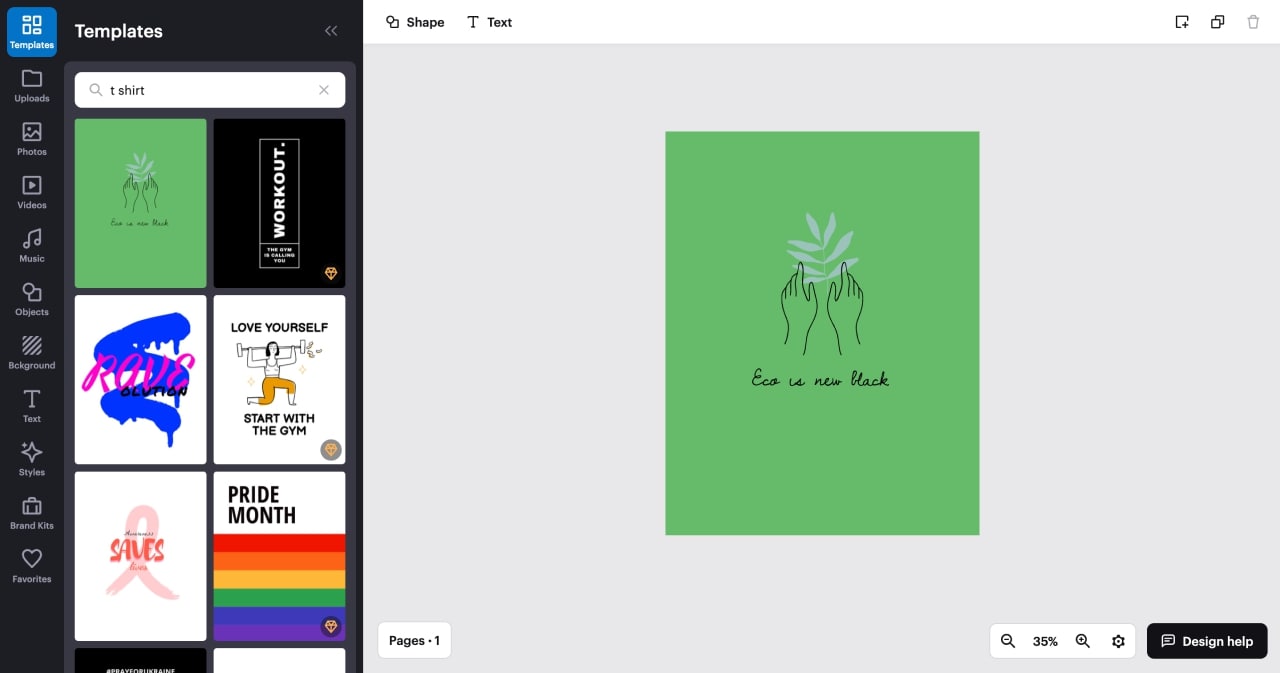 Templates
Uploads
Photos
Videos
Music
Objects
Bckground
Text
Styles
Brand Kits
Favorites
Templates
t shirt
Eco is new black
WORKOUT.
THE GYM
IS CALLING
YOU
RAVE
OLUTION
LOVE YOURSELF
START WITH
THE GYM
Awareness
SAVES
lives
PRIDE
MONTH
#PRAYFORUKRAINE
Shape
Text
Eco is new black
Pages • 1
35%
Design help